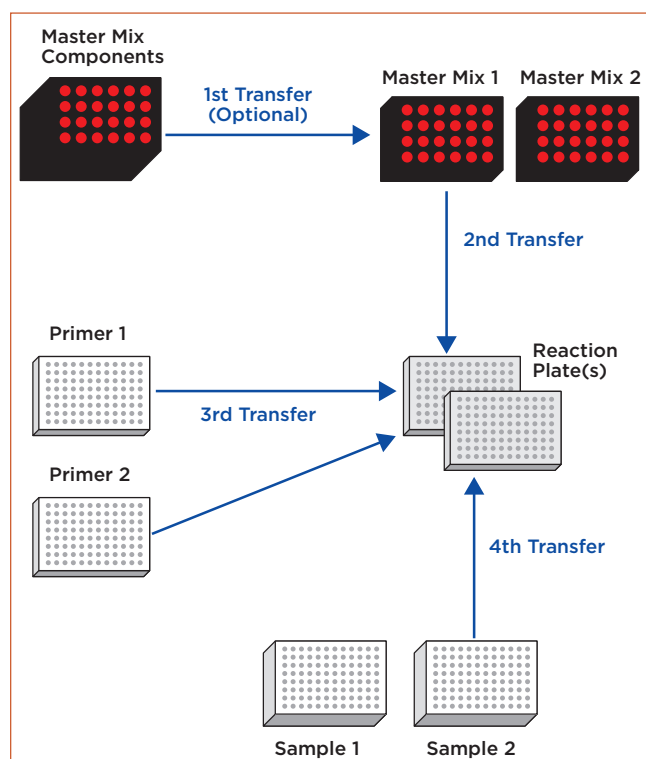 Master Mix
Components
1st Transfer
(Optional)
Master Mix 1
Master Mix 2
2nd Transfer
Primer 1
Reaction
Plate(s)
3rd Transfer
Primer 2
4th Transfer
Sample 1
Sample 2